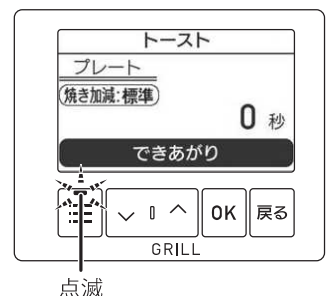 トースト
プレート
焼き加減:標準
0 秒
できあがり
OK 戻る
GRILL
点滅